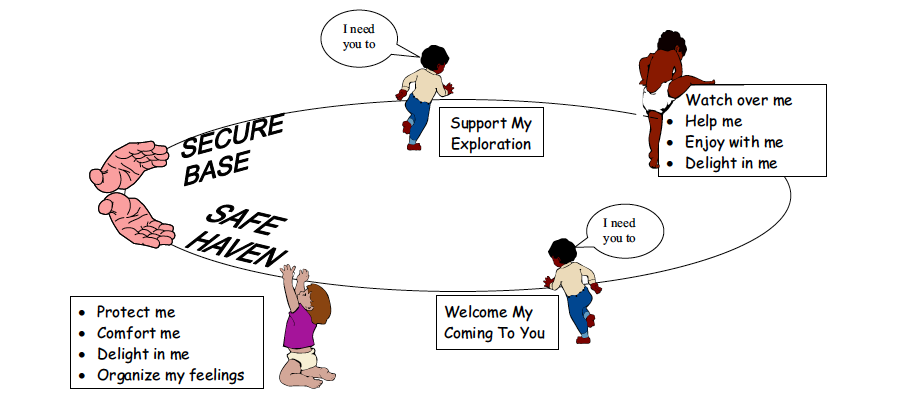 I need
you to
SECURE
BASE
Support My
Exploration
Watch over me
• Help me
• Enjoy with me
• Delight in me
SAFE
HAVEN
I need
you to
Welcome My
Coming To You
• Protect me
• Comfort me
• Delight in me
• Organize my feelings